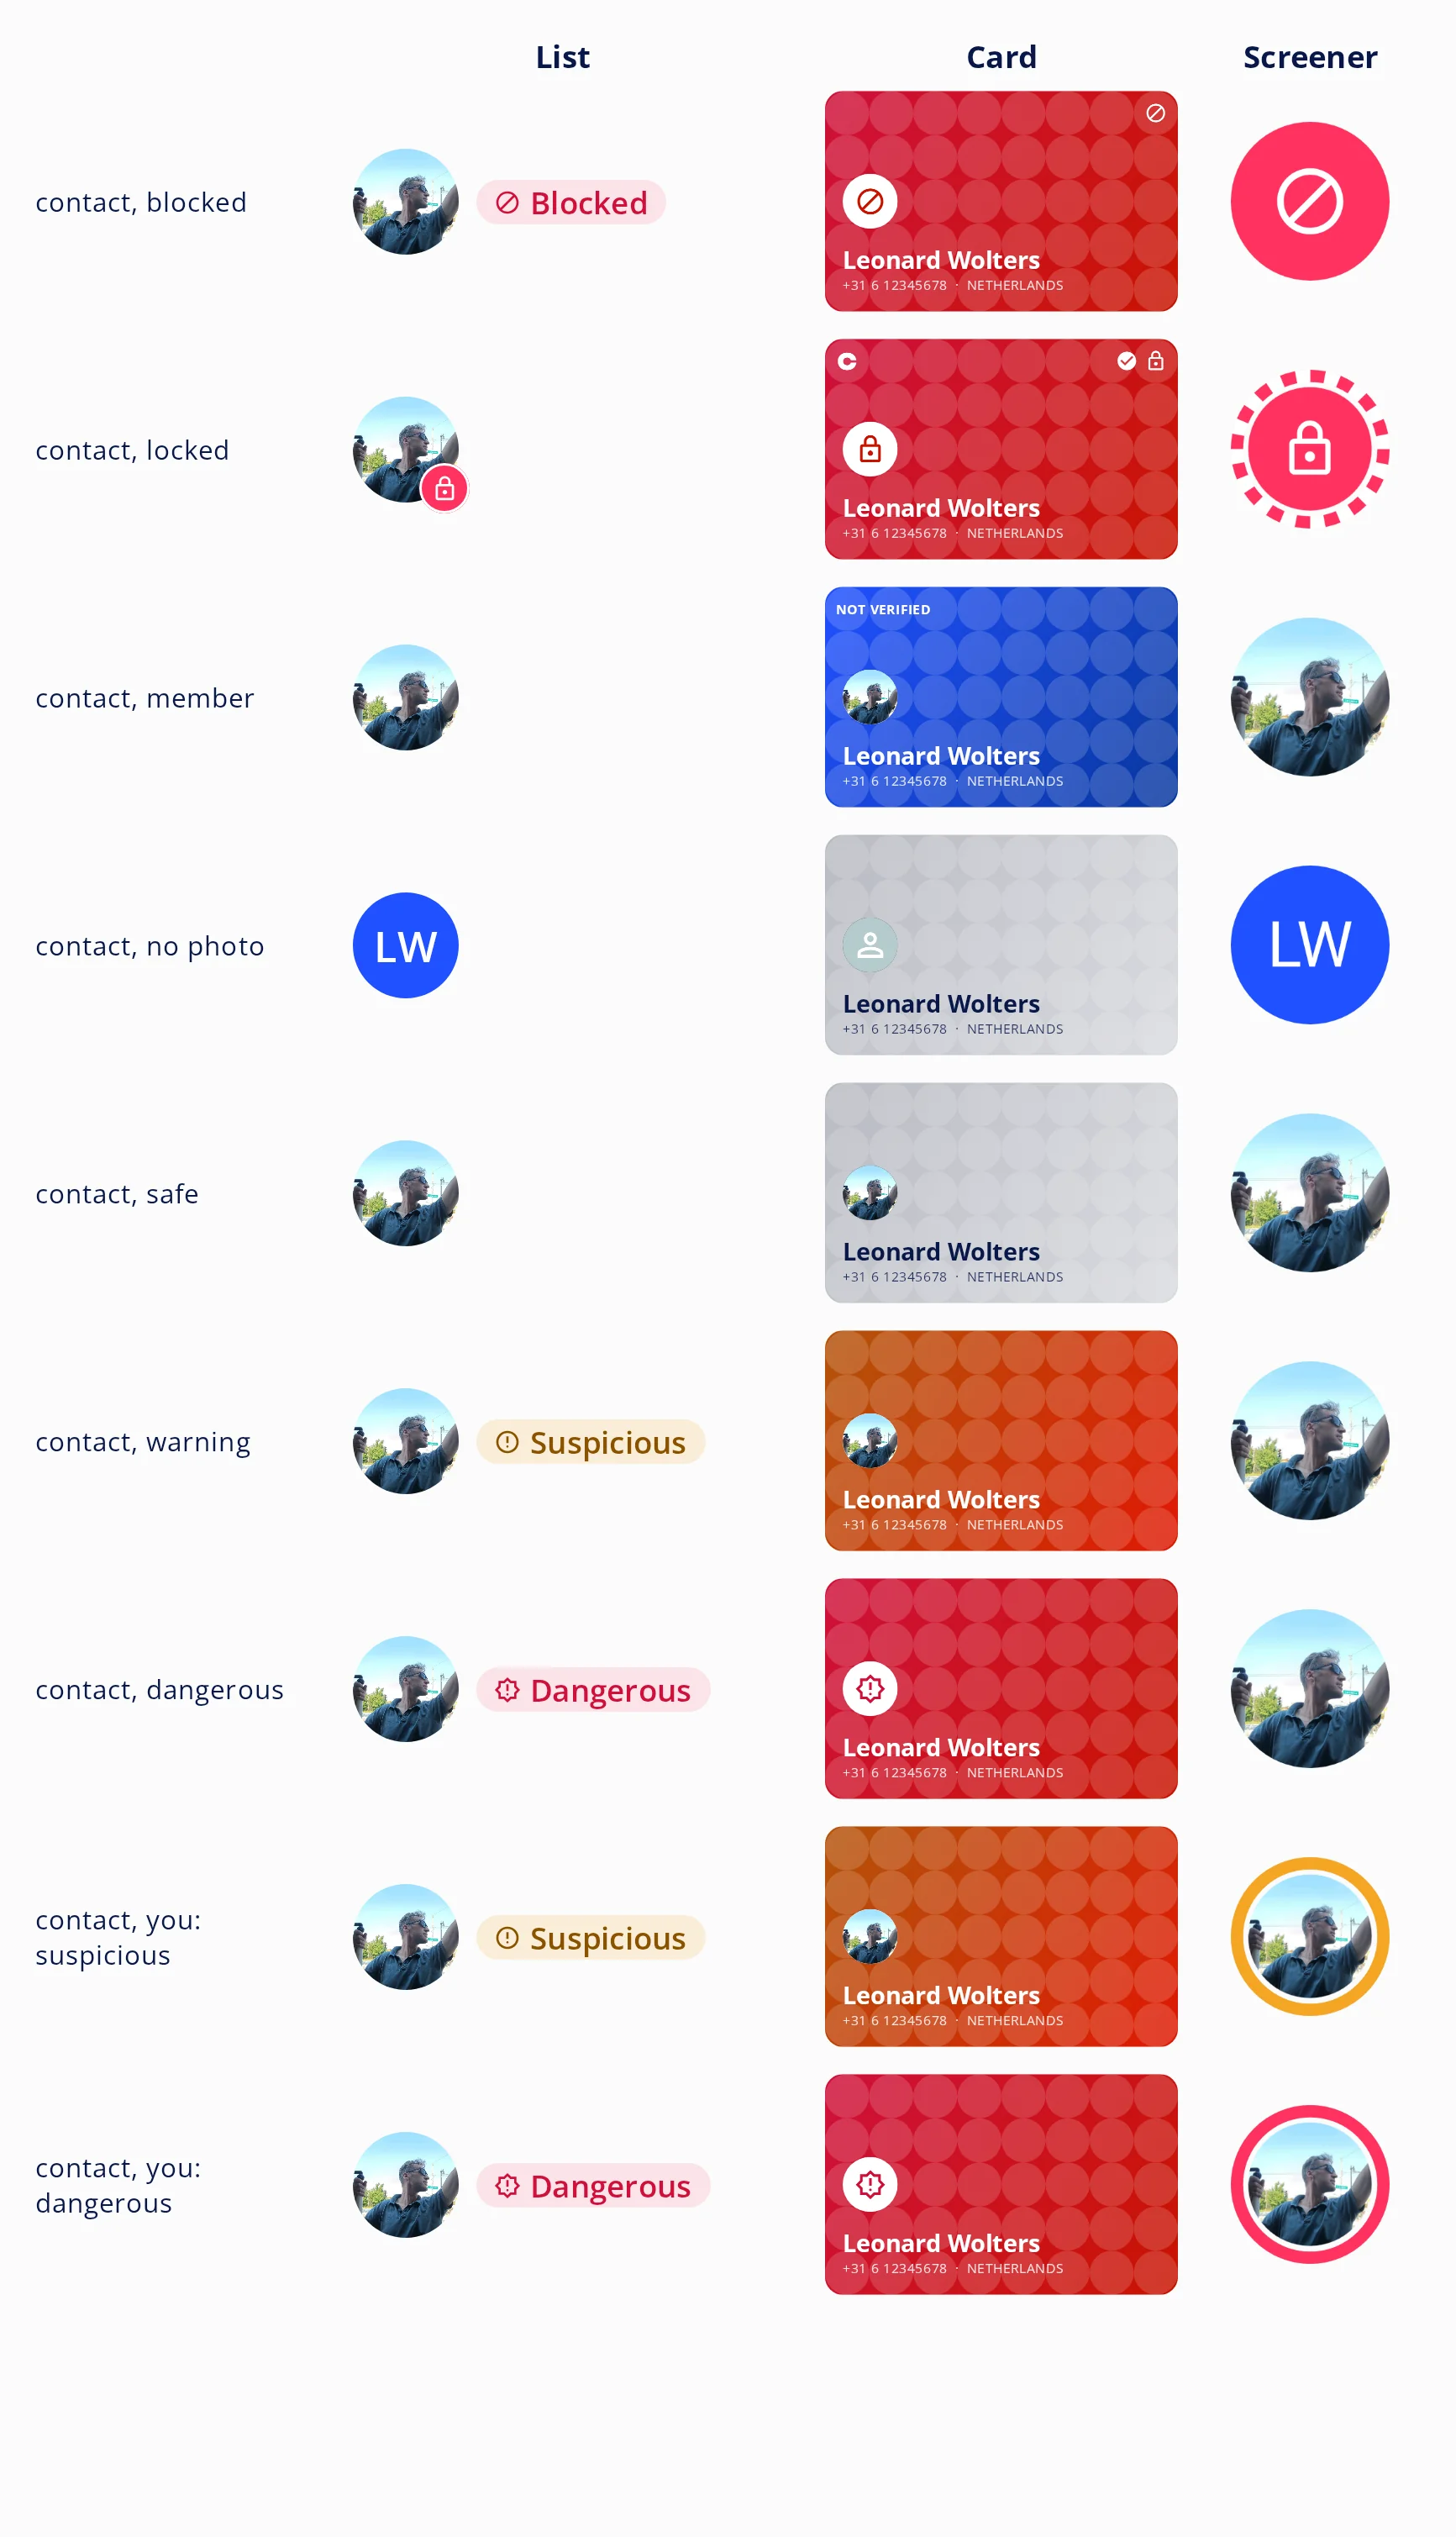 List Card Screener
contact, blocked
Blocked
Leonard Wolters
+31 6 12345678 · NETHERLANDS
contact, locked
Leonard Wolters
+31 6 12345678 · NETHERLANDS
contact, member
NOT VERIFIED
Leonard Wolters
+31 6 12345678 · NETHERLANDS
contact, no photo
LW
Leonard Wolters
+31 6 12345678 · NETHERLANDS
LW
contact, safe
Leonard Wolters
+31 6 12345678 · NETHERLANDS
contact, warning
Suspicious
Leonard Wolters
+31 6 12345678 · NETHERLANDS
contact, dangerous
Dangerous
Leonard Wolters
+31 6 12345678 · NETHERLANDS
contact, you:
suspicious
Suspicious
Leonard Wolters
+31 6 12345678 · NETHERLANDS
contact, you:
dangerous
Dangerous
Leonard Wolters
+31 6 12345678 · NETHERLANDS